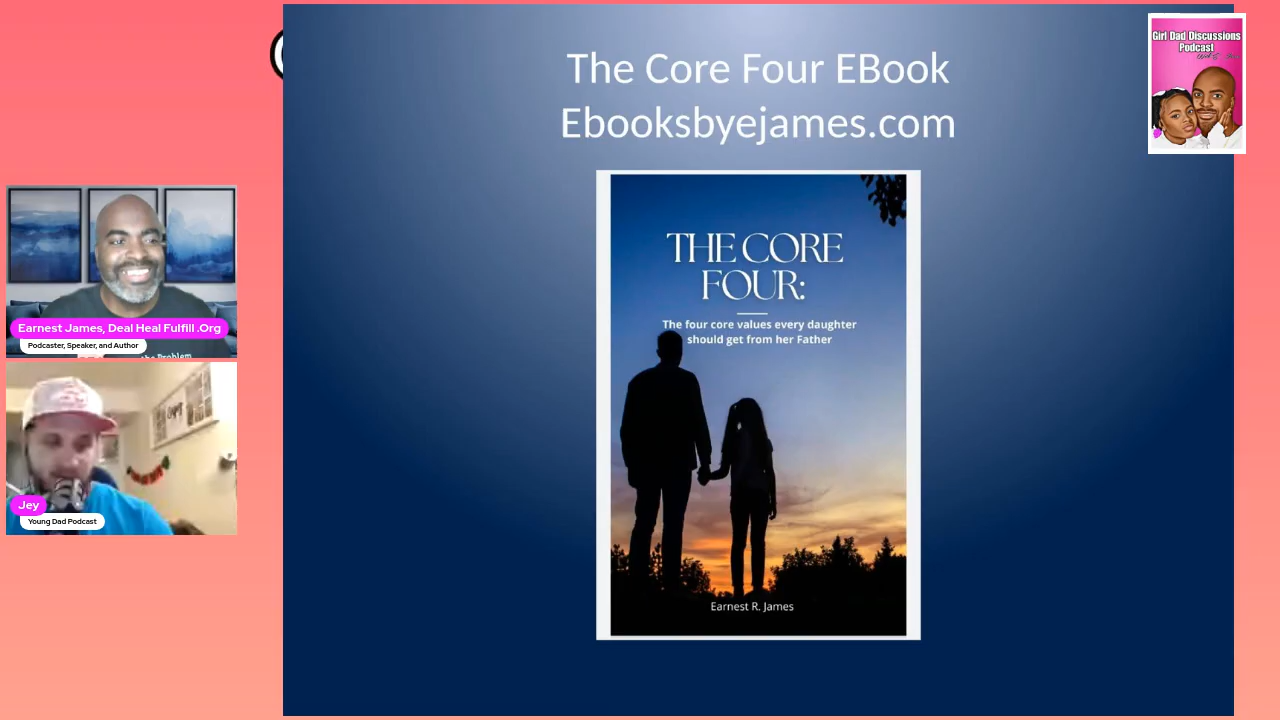 The Core Four EBook
Ebooksbyejames.com
Girl Dad Discussions
Podcast
THE CORE
FOUR:
The four core values every daughter
should get from her Father
Earnest R. James
Earnest James, Deal Heal Fulfill .Org
Podcaster, Speaker, and Author
the Problem
Jey
Young Dad Podcast